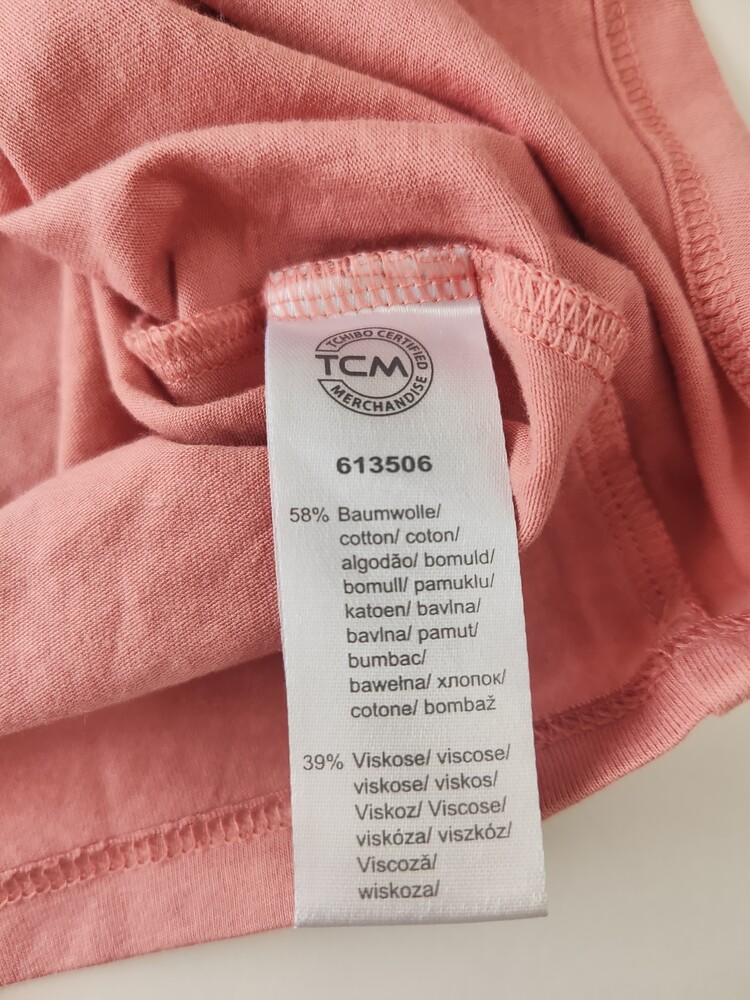 TCHIBO CERTIFIED
TCM
MERCHANDISE
613506
58% Baumwolle/
cotton/ coton/
algodão/ bomuld/
bomull/ pamuklu/
katoen/ bavlna/
bavlna/ pamut/
bumbac/
bawełna/ хлопок/
cotone/ bombaž
39% Viskose/ viscose/
viskose/ viskos/
Viskoz/ Viscose/
viskóza/ viszkóz/
Viscoză/
wiskoza/